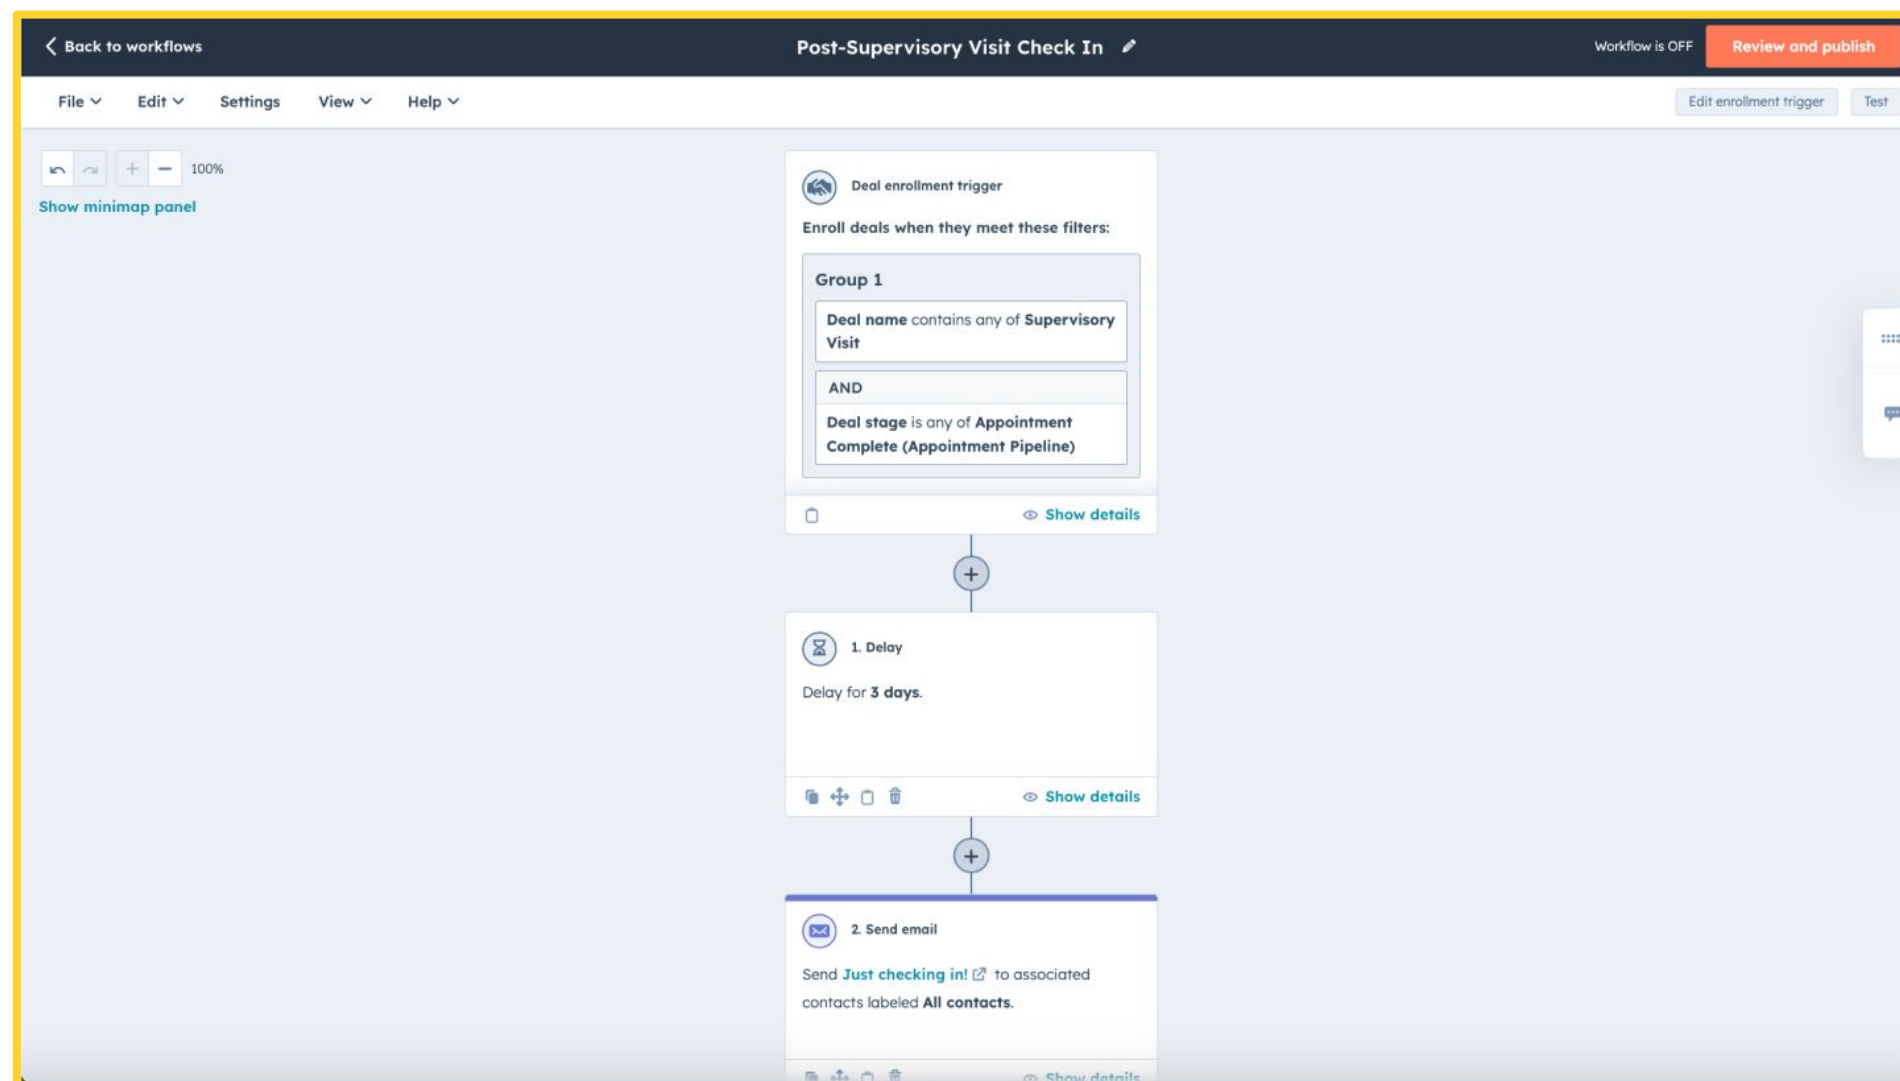 Back to workflows
Post-Supervisory Visit Check In
Workflow is OFF
Review and publish
File
Edit
Settings
View
Help
Edit enrollment trigger
Test
100%
Show minimap panel
Deal enrollment trigger
Enroll deals when they meet these filters:
Group 1
Deal name contains any of Supervisory
Visit
AND
Deal stage is any of Appointment
Complete (Appointment Pipeline)
Show details
1. Delay
Delay for 3 days.
Show details
2. Send email
Send Just checking in! to associated
contacts labeled All contacts.
Show details